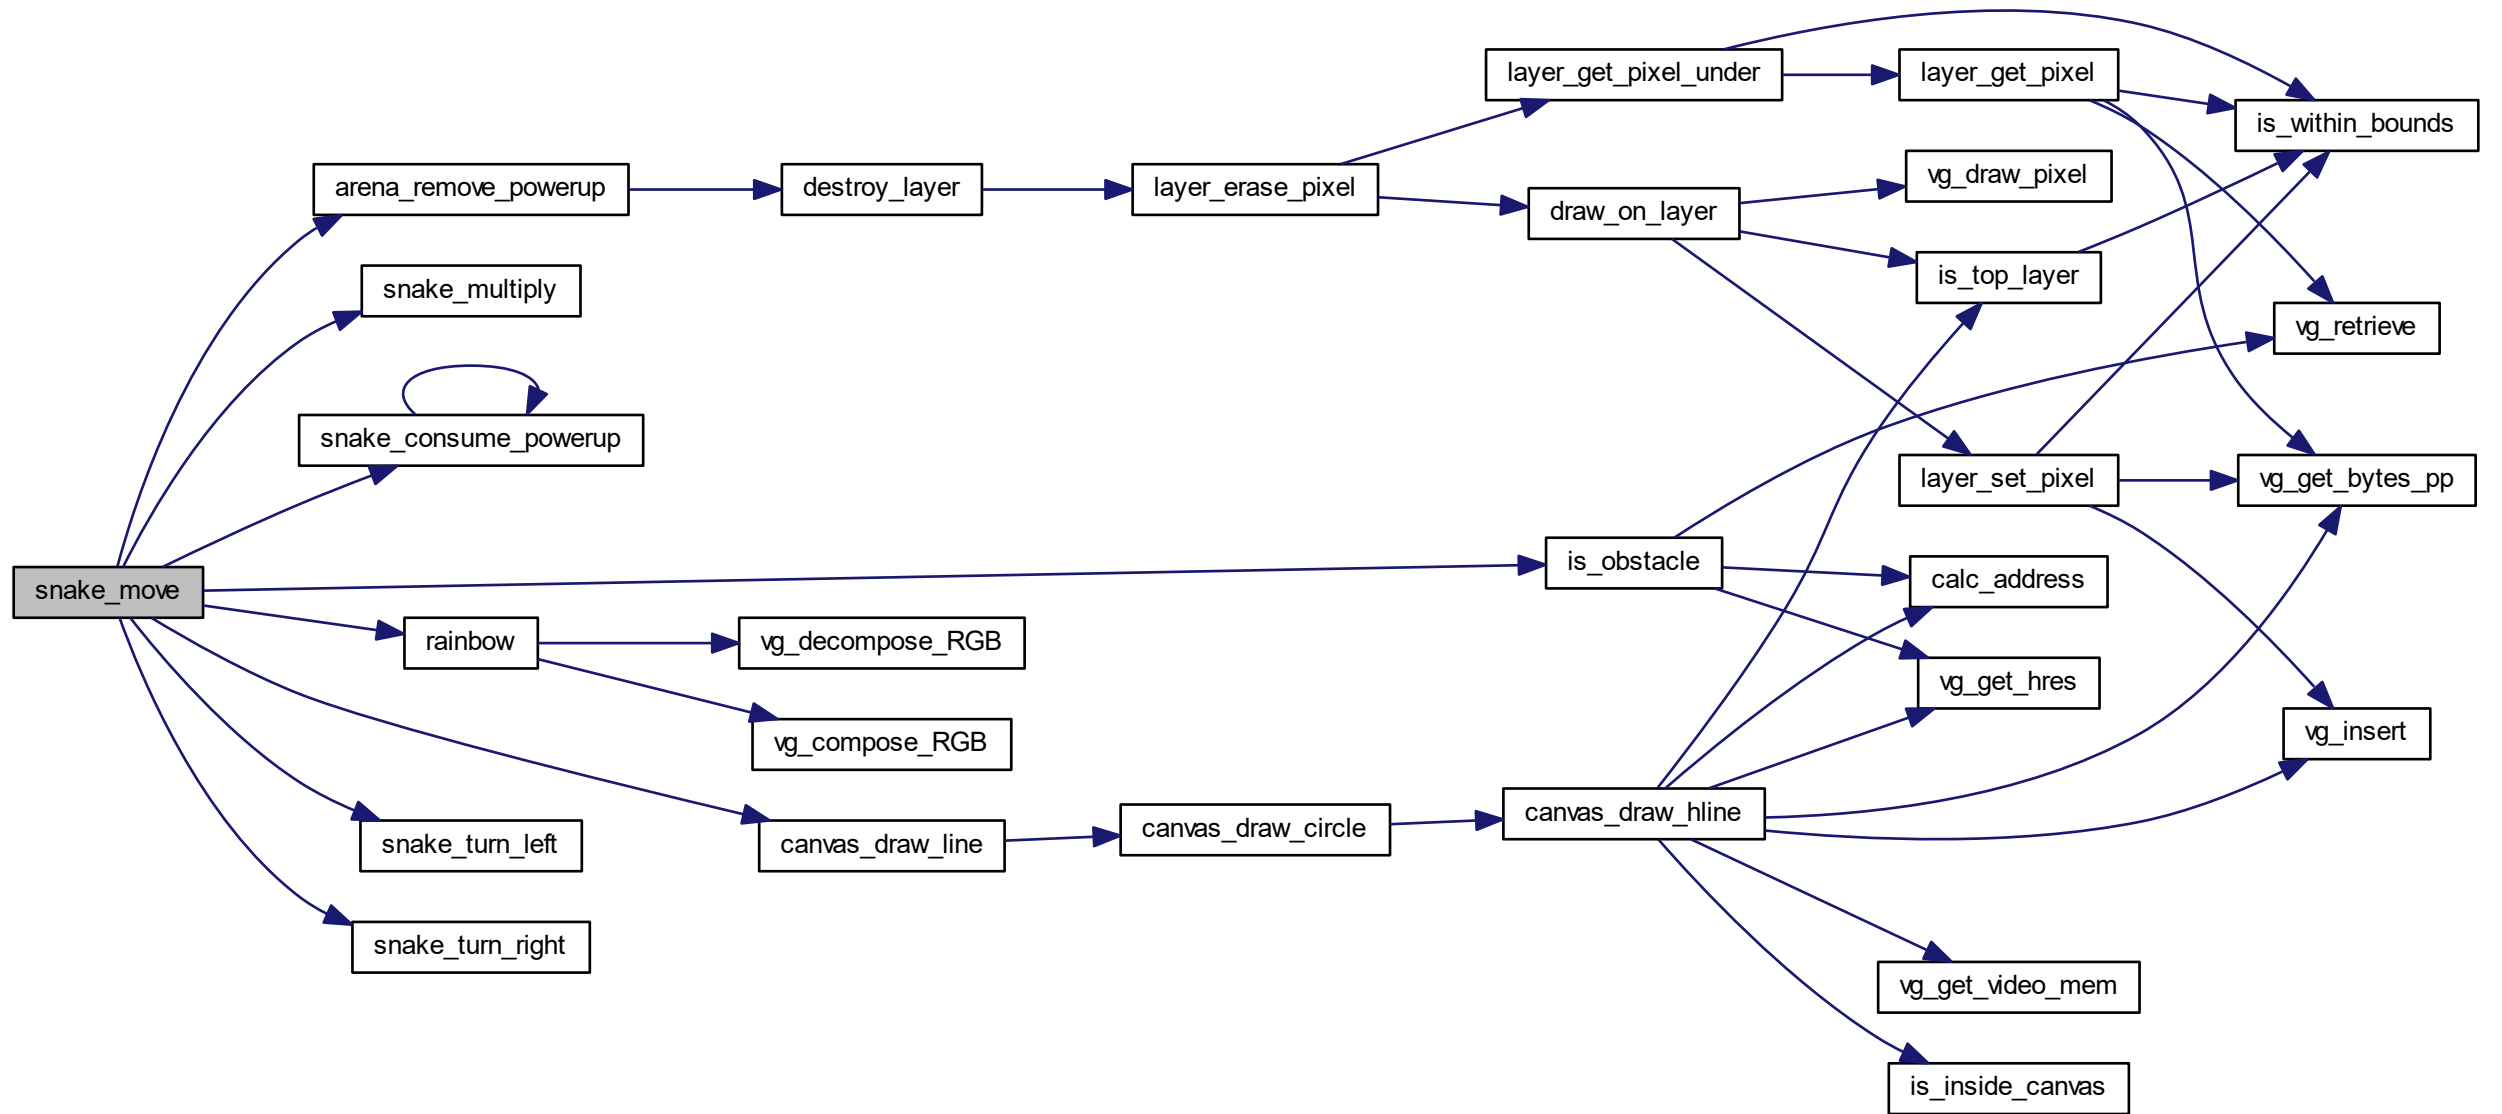 layer_get_pixel_under
layer_get_pixel
is_within_bounds
arena_remove_powerup
destroy_layer
layer_erase_pixel
vg_draw_pixel
draw_on_layer
snake_multiply
is_top_layer
vg_retrieve
snake_consume_powerup
layer_set_pixel
vg_get_bytes_pp
snake_move
is_obstacle
calc_address
rainbow
vg_decompose_RGB
vg_get_hres
vg_compose_RGB
vg_insert
snake_turn_left
canvas_draw_line
canvas_draw_circle
canvas_draw_hline
snake_turn_right
vg_get_video_mem
is_inside_canvas